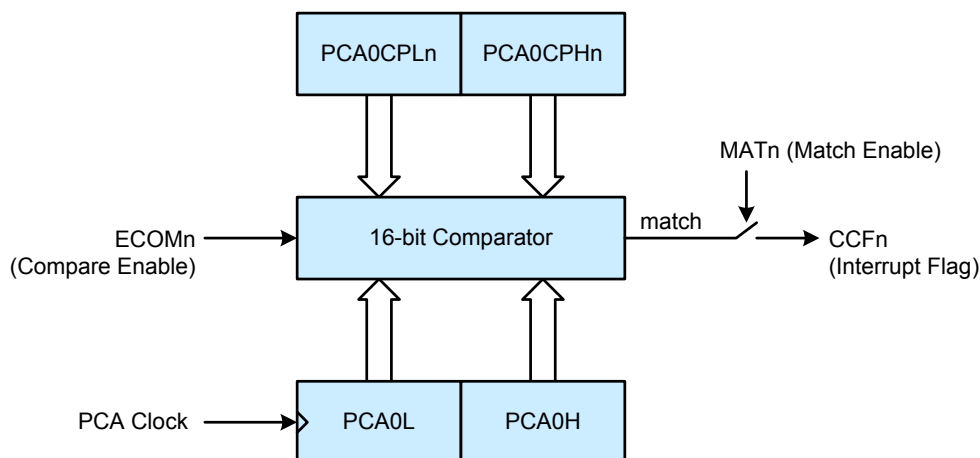 PCA0CPLn PCA0CPHn
MATn (Match Enable)
ECOMn
(Compare Enable)
16-bit Comparator
match
CCFn
(Interrupt Flag)
PCA Clock
PCA0L PCA0H